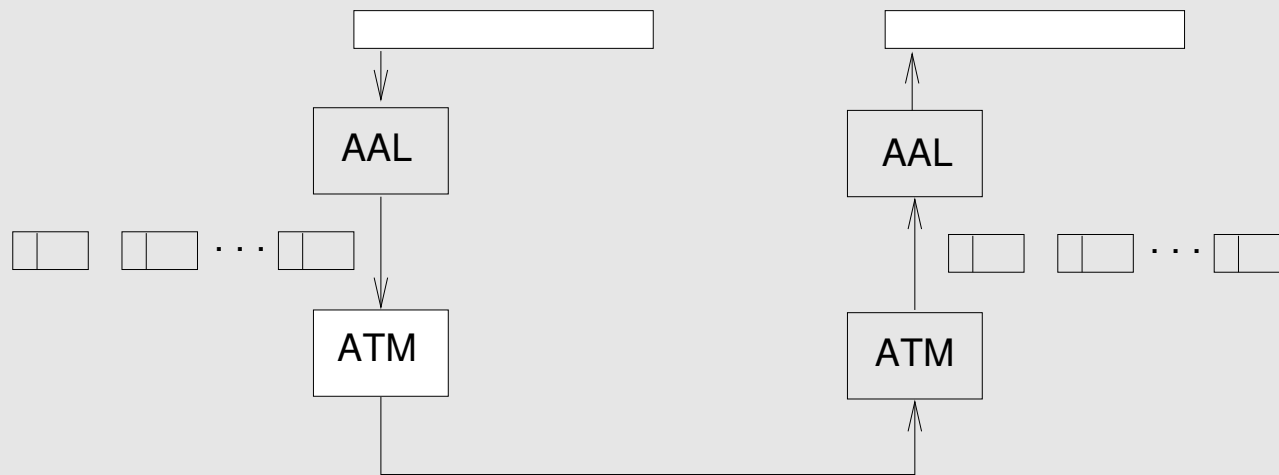 AAL
AAL
. . .
. . .
ATM
ATM